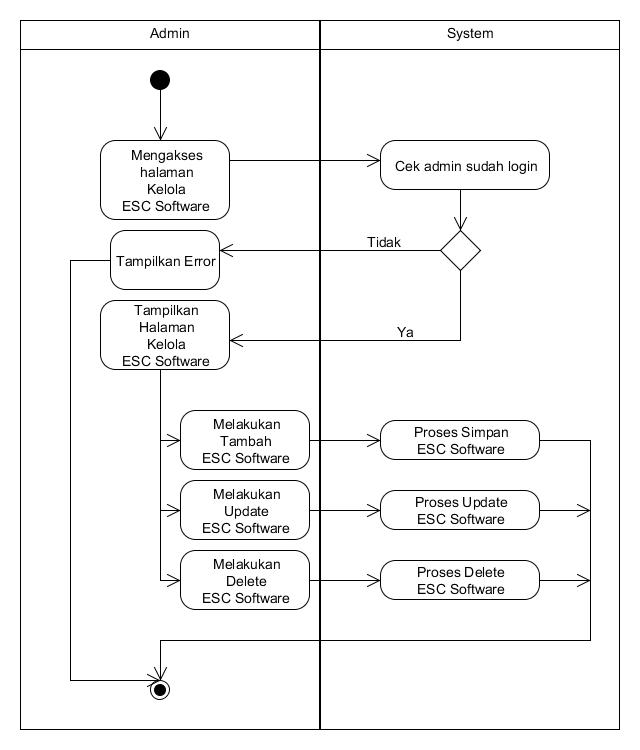 Admin
System
Mengakses
halaman
Kelola
ESC Software
Cek admin sudah login
Tidak
Tampilkan Error
Tampilkan
Halaman
Kelola
ESC Software
Ya
Melakukan
Tambah
ESC Software
Proses Simpan
ESC Software
Melakukan
Update
ESC Software
Proses Update
ESC Software
Melakukan
Delete
ESC Software
Proses Delete
ESC Software